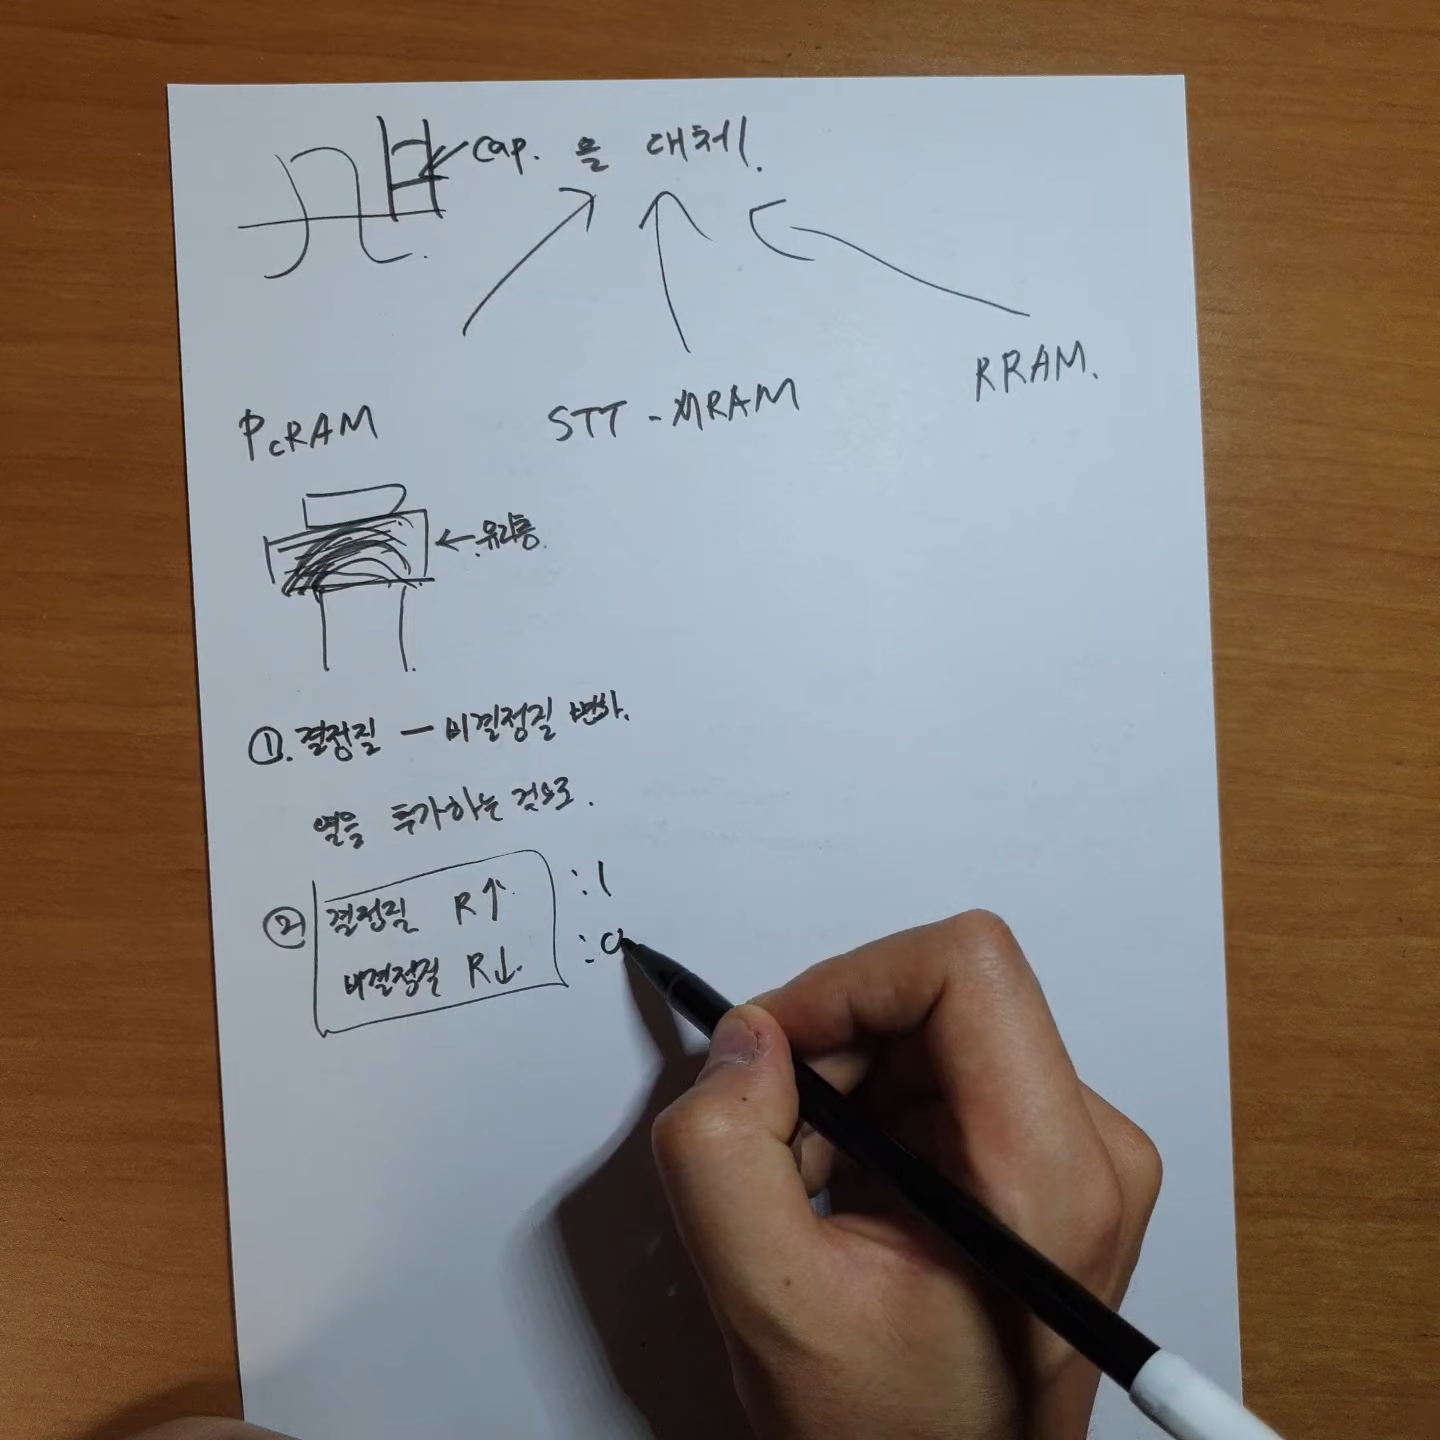 cap. 을 대체.
PcRAM
STT-MRAM
RRAM.
← 유리층.
①. 결정질 — 비결정질 변화.
열을 추가하는 것으로.
② 결정질 R↑ : 1
비결정질 R↓. : 0